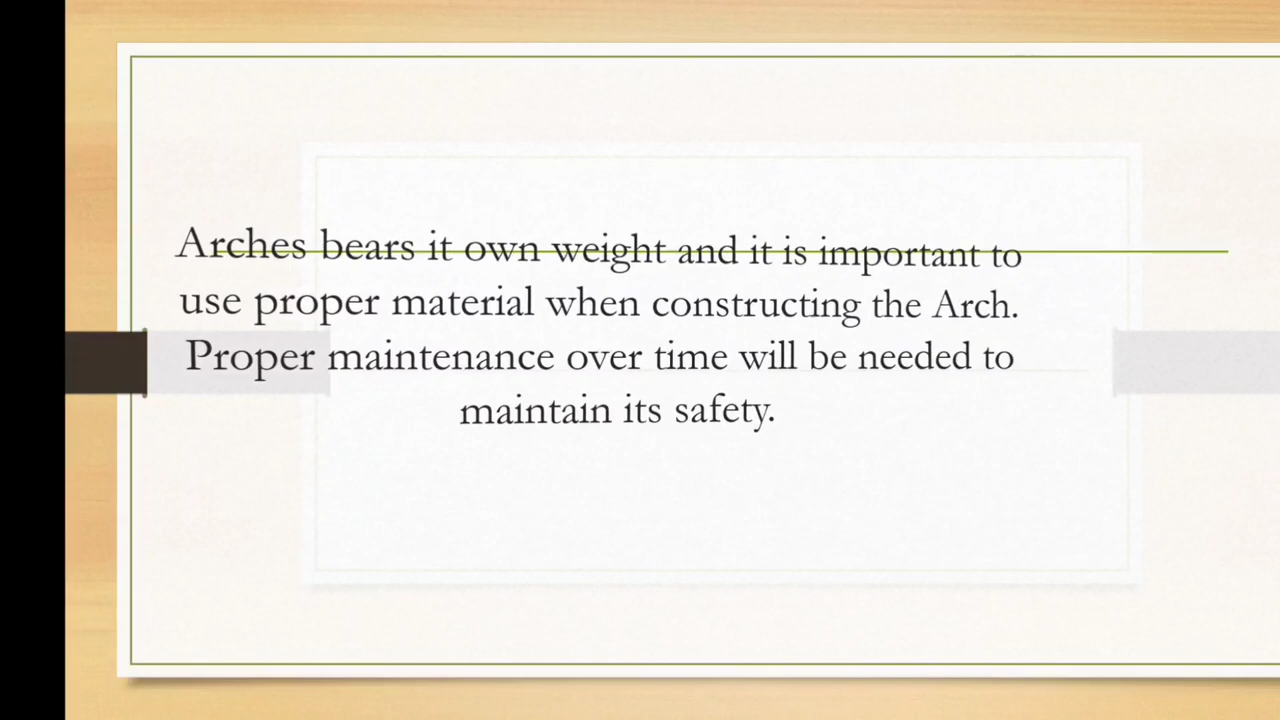 Arches bears it own weight and it is important to
use proper material when constructing the Arch.
Proper maintenance over time will be needed to
maintain its safety.